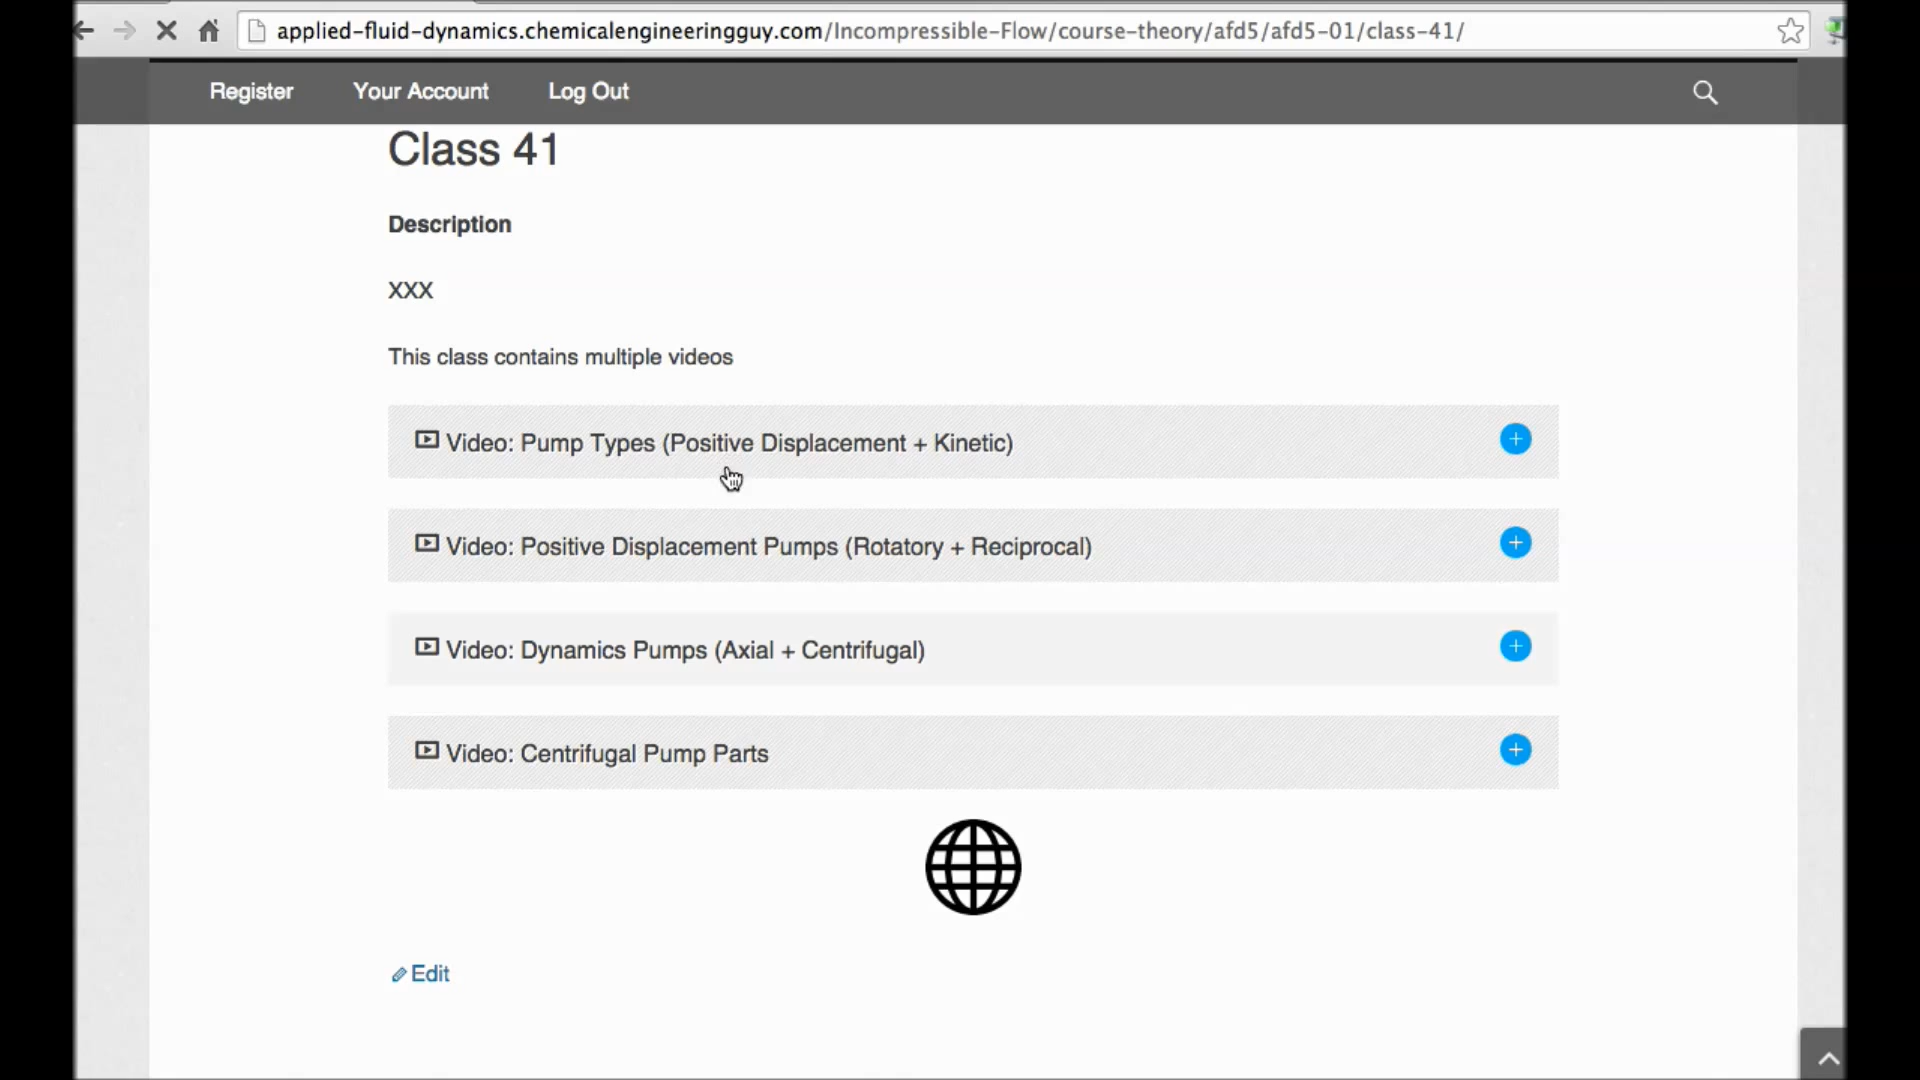 applied-fluid-dynamics.chemicalengineeringguy.com/Incompressible-Flow/course-theory/afd5/afd5-01/class-41/
Register Your Account Log Out
Class 41
Description
XXX
This class contains multiple videos
Video: Pump Types (Positive Displacement + Kinetic)
Video: Positive Displacement Pumps (Rotatory + Reciprocal)
Video: Dynamics Pumps (Axial + Centrifugal)
Video: Centrifugal Pump Parts
Edit